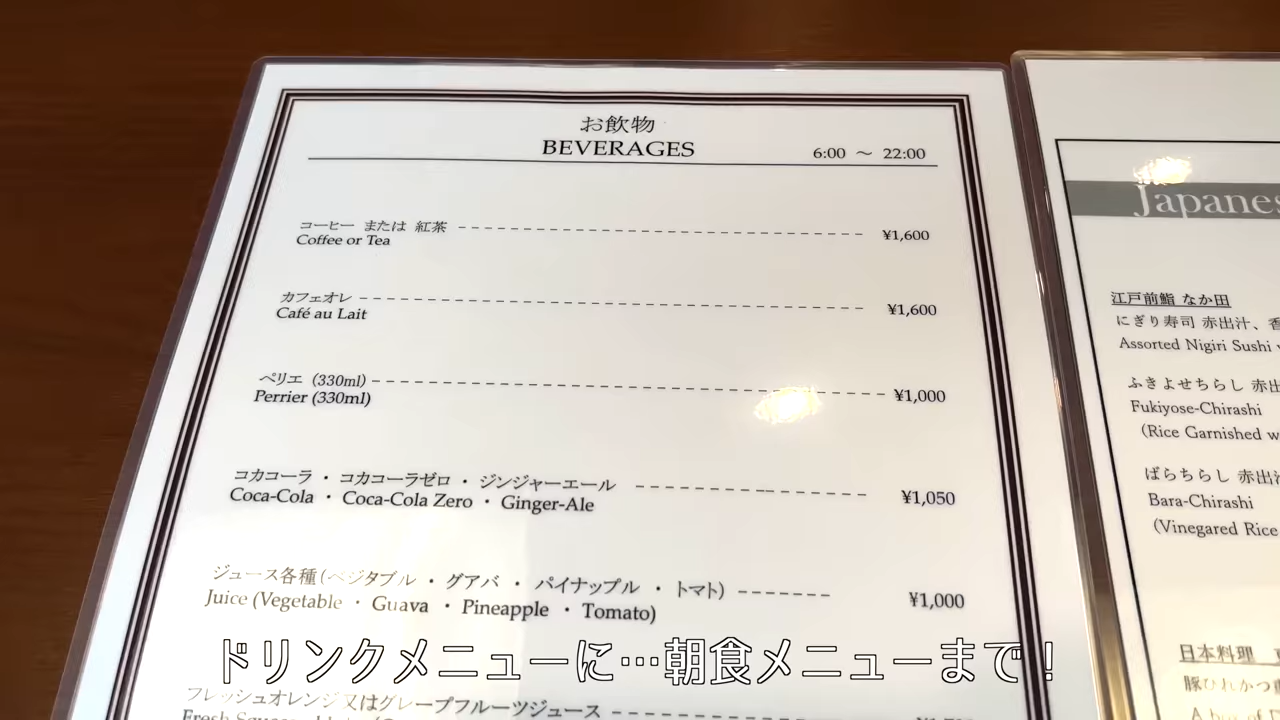 お飲物
BEVERAGES
6:00 ～ 22:00
コーヒー または 紅茶 ¥1,600
Coffee or Tea
カフェオレ ¥1,600
Café au Lait
ペリエ (330ml) ¥1,000
Perrier (330ml)
コカコーラ ・ コカコーラゼロ ・ ジンジャーエール ¥1,050
Coca-Cola ・ Coca-Cola Zero ・ Ginger-Ale
ジュース各種(ベジタブル ・ グアバ ・ パイナップル ・ トマト) ¥1,000
Juice (Vegetable ・ Guava ・ Pineapple ・ Tomato)
フレッシュオレンジ又はグレープフルーツジュース
Fresh
ドリンクメニューに…朝食メニューまで！
Japanes
江戸前鮨 なか田
にぎり寿司 赤出汁、香
Assorted Nigiri Sushi
ふきよせちらし 赤出
Fukiyose-Chirashi
(Rice Garnished w
ばらちらし 赤出
Bara-Chirashi
(Vinegared Rice
日本料理
豚ひれかつ